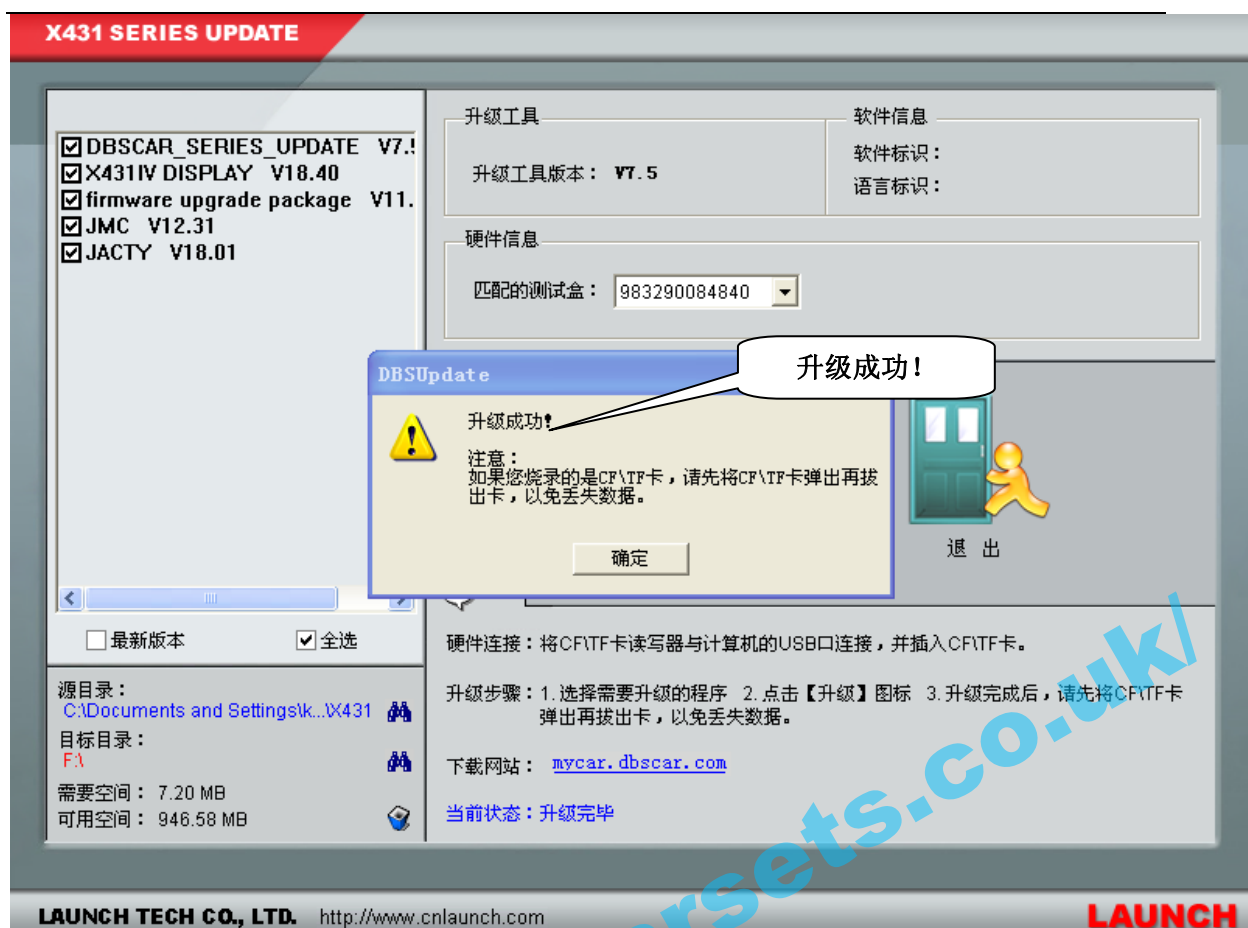 X431 SERIES UPDATE
DBSCAR_SERIES_UPDATE V7.5
X431IV DISPLAY V18.40
firmware upgrade package V11.
JMC V12.31
JACTY V18.01
最新版本
全选
源目录：
C:\Documents and Settings\k...\X431
目标目录：
F:\
需要空间： 7.20 MB
可用空间： 946.58 MB
升级工具
升级工具版本： V7.5
软件信息
软件标识：
语言标识：
硬件信息
匹配的测试盒： 983290084840
升级成功！
DBSUpdate
升级成功!
注意：
如果您烧录的是CF\TF卡，请先将CF\TF卡弹出再拔
出卡，以免丢失数据。
确定
退 出
硬件连接：将CF\TF卡读写器与计算机的USB口连接，并插入CF\TF卡。
升级步骤：1.选择需要升级的程序 2.点击【升级】图标 3.升级完成后，请先将CF\TF卡
弹出再拔出卡，以免丢失数据。
下载网站： mycar.dbscar.com
当前状态：升级完毕
LAUNCH TECH CO., LTD. http://www.cnlaunch.com
LAUNCH
rsets.co.uk/